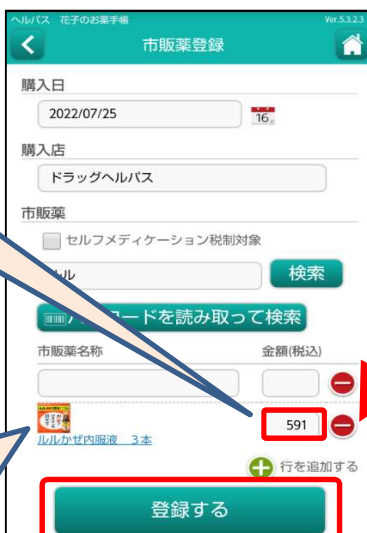 ヘルパス 花子のお薬手帳 Ver.5.3.2.3
市販薬登録
購入日
2022/07/25
16
購入店
ドラッグヘルパス
市販薬
セルフメディケーション税制対象
ルル 検索
コードを読み取って検索
市販薬名称 金額(税込)
591
ルルかぜ内服液 3本
行を追加する
登録する